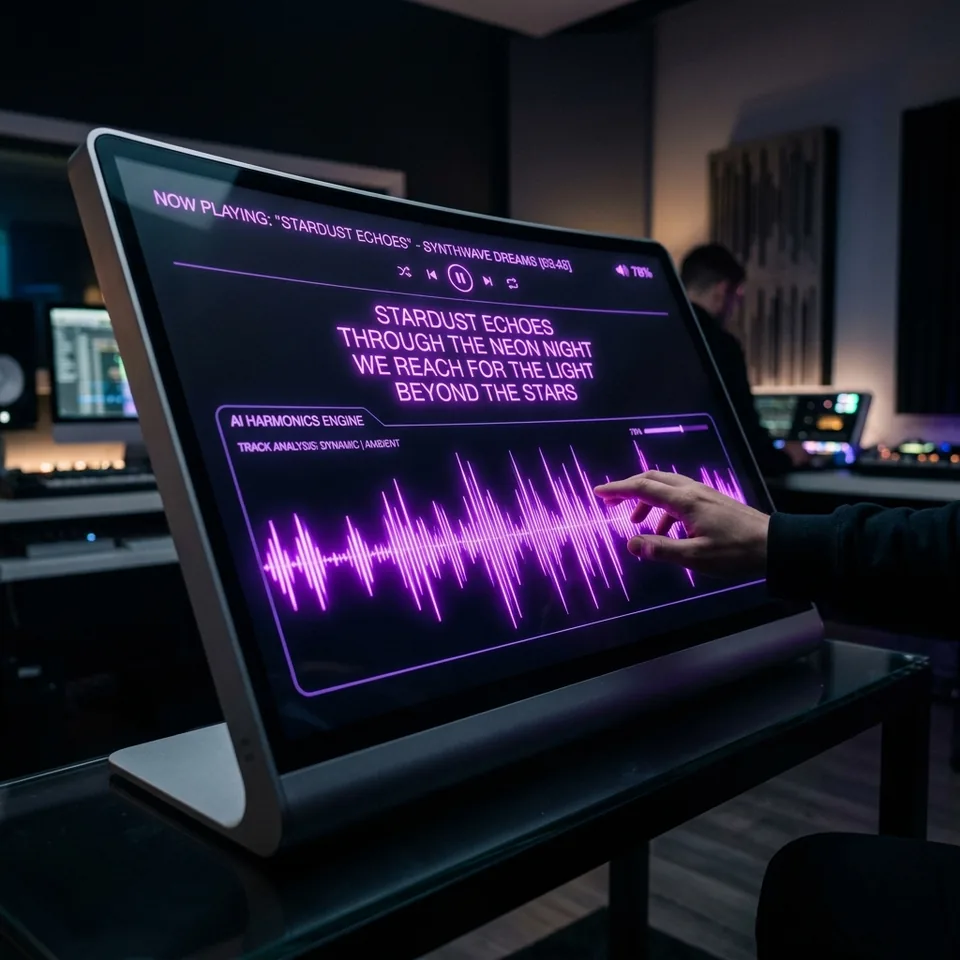 NOW PLAYING: "STARDUST ECHOES" - SYNTHWAVE DREAMS
78%
STARDUST ECHOES
THROUGH THE NEON NIGHT
WE REACH FOR THE LIGHT
BEYOND THE STARS
AI HARMONICS ENGINE
TRACK ANALYSIS: DYNAMIC | AMBIENT